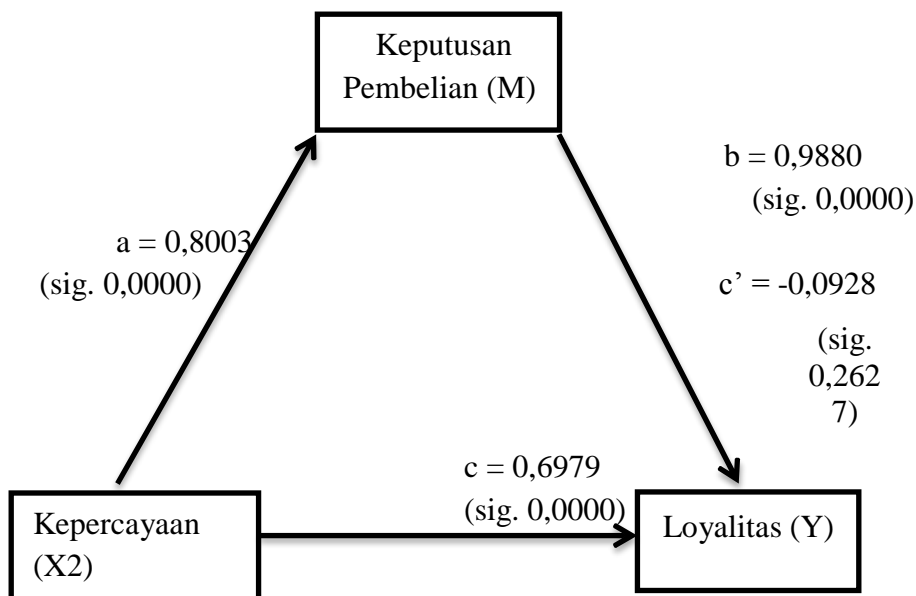 Keputusan
Pembelian (M)
b = 0,9880
(sig. 0,0000)
a = 0,8003
(sig. 0,0000)
c’ = -0,0928
(sig.
0,262
7)
c = 0,6979
(sig. 0,0000)
Kepercayaan
(X2)
Loyalitas (Y)